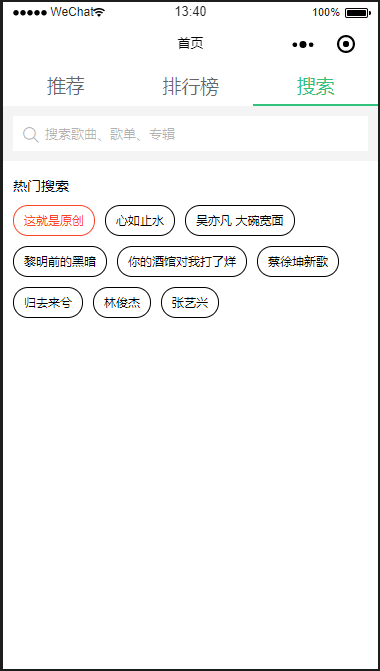 WeChat 13:40 100%
首页
推荐 排行榜 搜索
搜索歌曲、歌单、专辑
热门搜索
这就是原创 心如止水 吴亦凡 大碗宽面
黎明前的黑暗 你的酒馆对我打了烊 蔡徐坤新歌
归去来兮 林俊杰 张艺兴